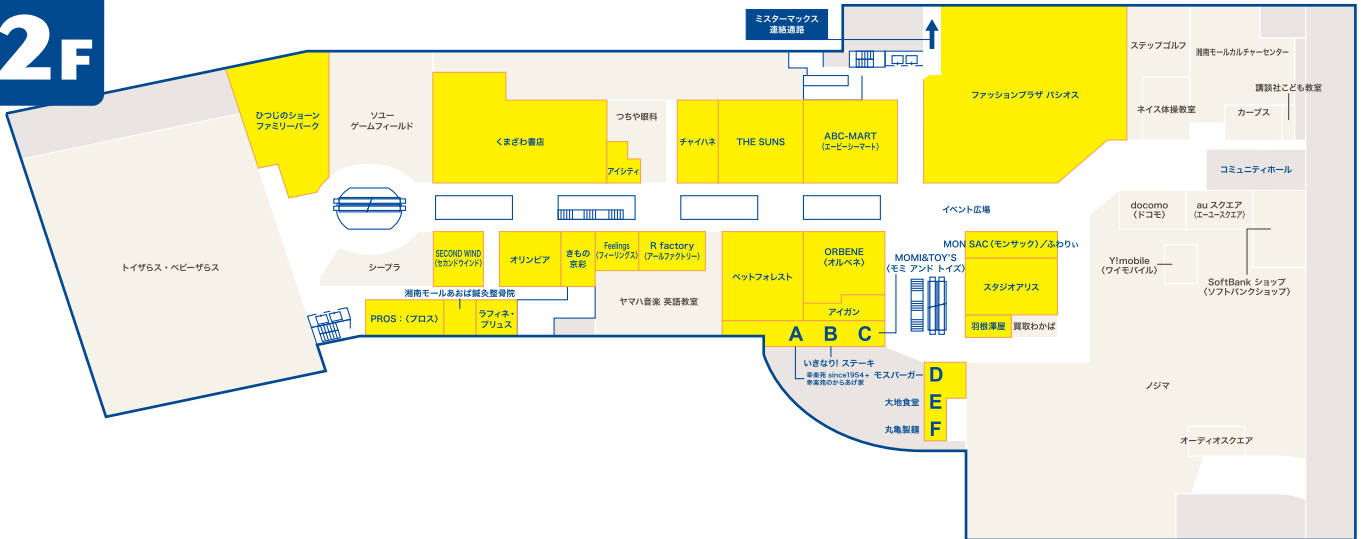 2F
ミスターマックス
連絡通路
ひつじのショーン
ファミリーパーク
ソユー
ゲームフィールド
くまざわ書店
つちや眼科
アイシティ
チャイハネ
THE SUNS
ABC-MART
〈エービーシーマート〉
ファッションプラザ パシオス
ステップゴルフ
湘南モールカルチャーセンター
講談社こども教室
ネイス体操教室
カーブス
コミュニティホール
イベント広場
docomo
〈ドコモ〉
au スクエア
〈エーユースクエア〉
Y!mobile
〈ワイモバイル〉
SoftBank ショップ
〈ソフトバンクショップ〉
トイザらス・ベビーザらス
シープラ
SECOND WIND
〈セカンドウインド〉
オリンピア
きもの
京彩
Feelings
〈フィーリングス〉
R factory
〈アールファクトリー〉
ペットフォレスト
ORBENE
〈オルベネ〉
MOMI&TOY'S
〈モミ アンド トイズ〉
MON SAC〈モンサック〉／ふわりぃ
スタジオアリス
湘南モールあおば鍼灸整骨院
PROS：〈プロス〉
ラフィネ・
プリュス
ヤマハ音楽 英語教室
アイガン
羽根澤屋
買取わかば
A
B
C
いきなり! ステーキ
幸楽苑 since1954+
幸楽苑のからあげ家
モスバーガー
D
大地食堂
E
丸亀製麺
F
ノジマ
オーディオスクエア